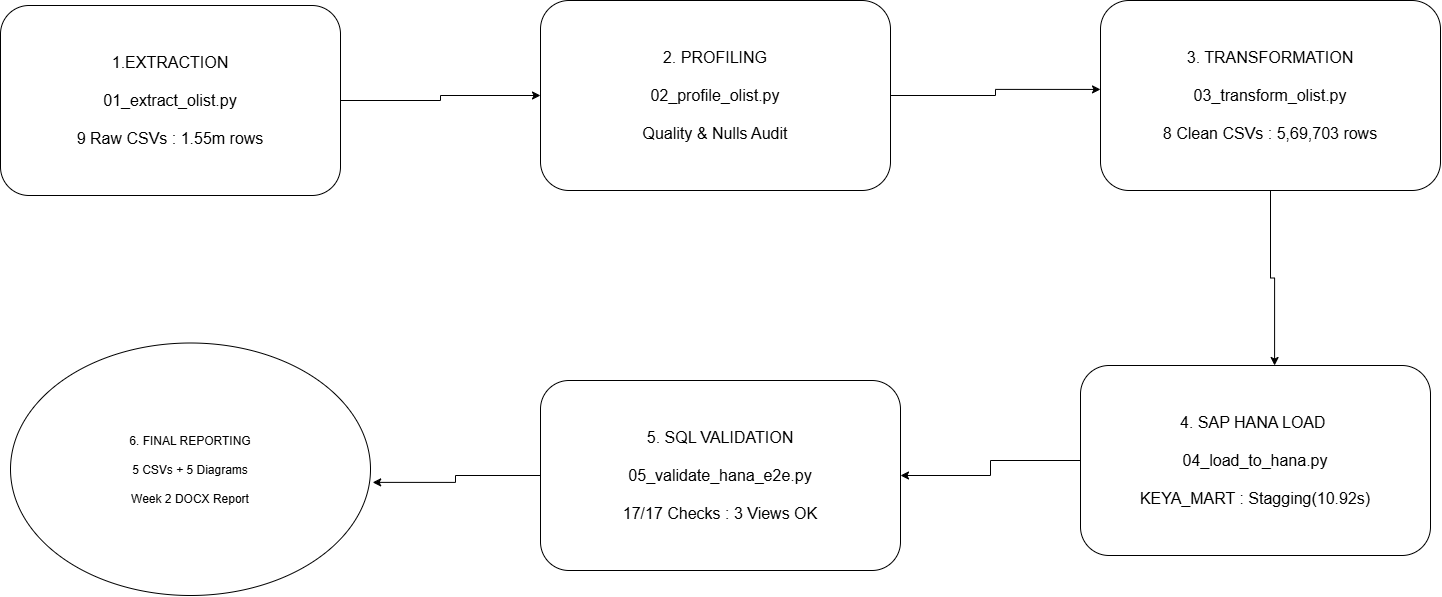 1.EXTRACTION
01_extract_olist.py
9 Raw CSVs : 1.55m rows
2. PROFILING
02_profile_olist.py
Quality & Nulls Audit
3. TRANSFORMATION
03_transform_olist.py
8 Clean CSVs : 5,69,703 rows
4. SAP HANA LOAD
04_load_to_hana.py
KEYA_MART : Stagging(10.92s)
5. SQL VALIDATION
05_validate_hana_e2e.py
17/17 Checks : 3 Views OK
6. FINAL REPORTING
5 CSVs + 5 Diagrams
Week 2 DOCX Report